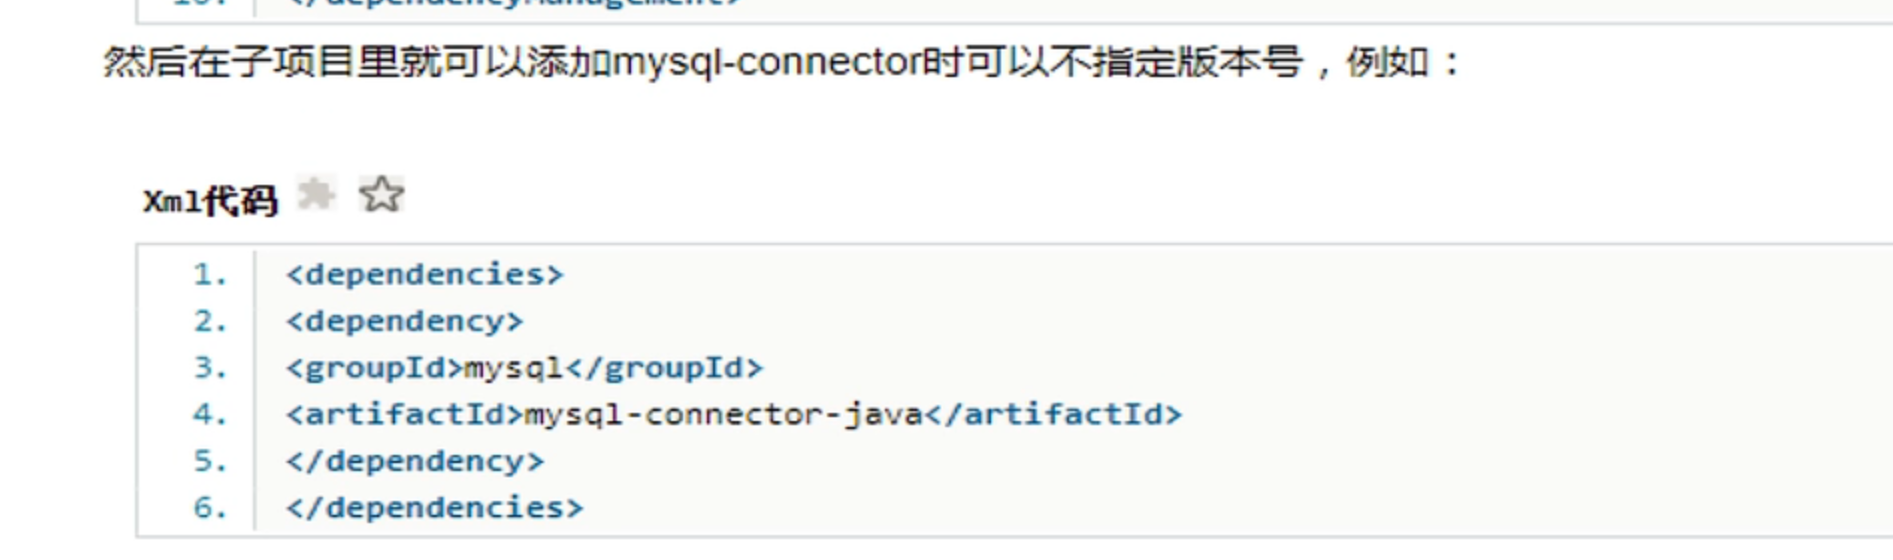 </dependencyManagement>
然后在子项目里就可以添加mysql-connector时可以不指定版本号，例如：
Xml代码
1. <dependencies>
2. <dependency>
3. <groupId>mysql</groupId>
4. <artifactId>mysql-connector-java</artifactId>
5. </dependency>
6. </dependencies>